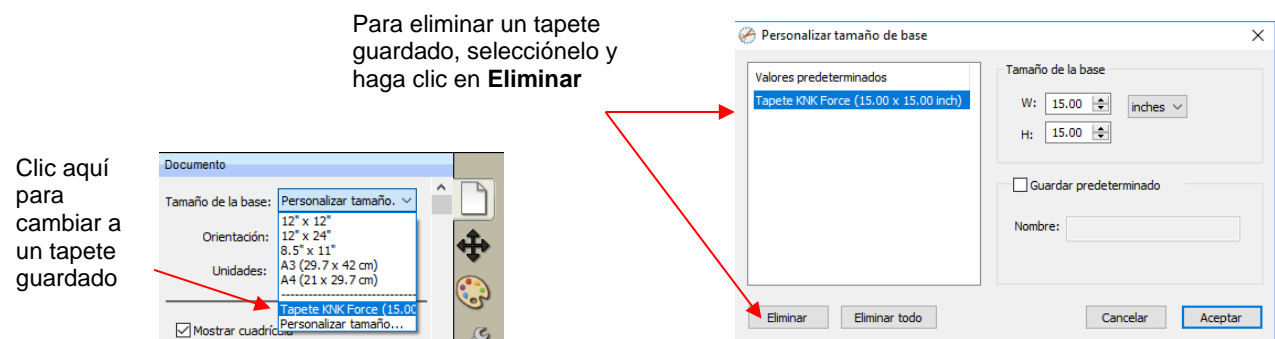 Para eliminar un tapete
guardado, selecciónelo y
haga clic en Eliminar
Clic aquí
para
cambiar a
un tapete
guardado
Documento
Tamaño de la base: Personalizar tamaño.
12" x 12"
Orientación: 12" x 24"
8.5" x 11"
Unidades: A3 (29.7 x 42 cm)
A4 (21 x 29.7 cm)
-----------------------------
Tapete KNK Force (15.00
Personalizar tamaño...
Mostrar cuadrícula
Personalizar tamaño de base
Valores predeterminados
Tapete KNK Force (15.00 x 15.00 inch)
Tamaño de la base
W: 15.00 inches
H: 15.00
Guardar predeterminado
Nombre:
Eliminar Eliminar todo Cancelar Aceptar